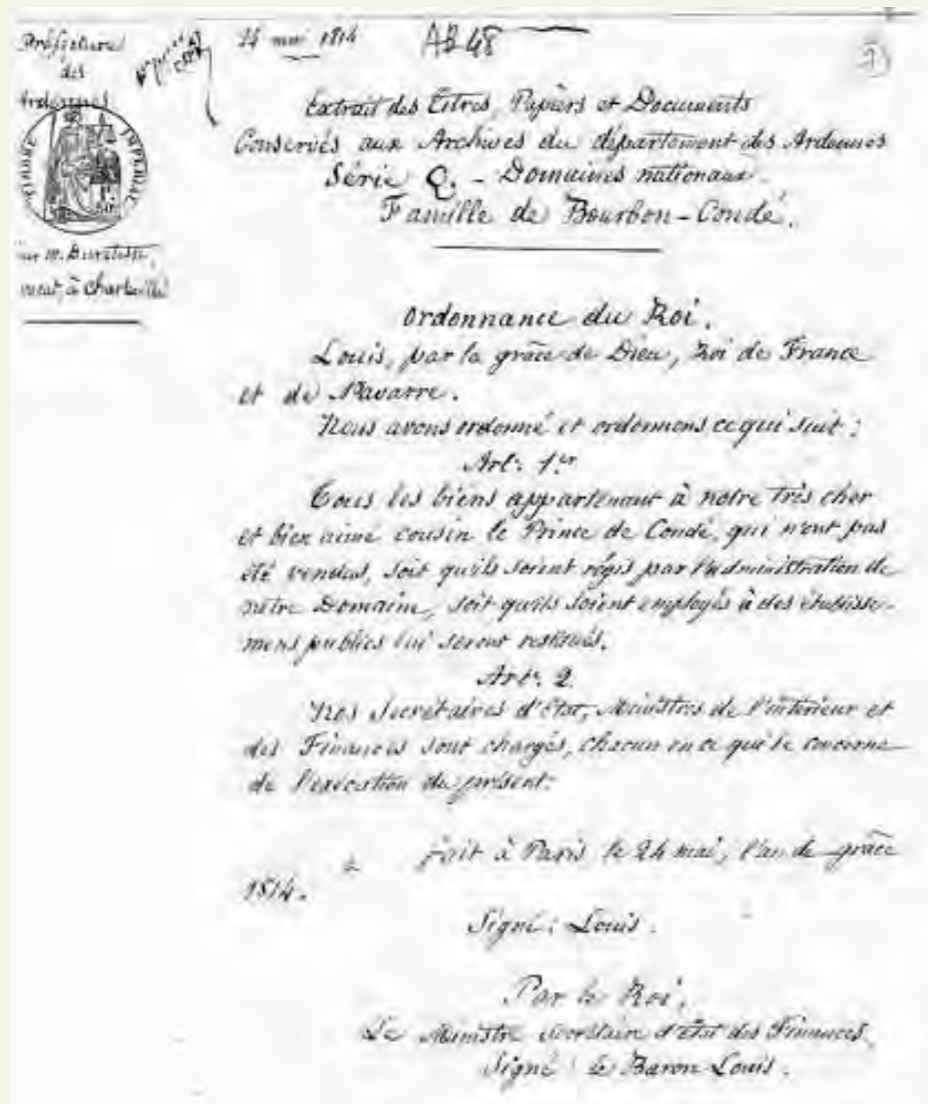 Préfecture
des
Ardennes
24 mai 1814
AB 48
Extrait des Titres, Papiers et Documents
Conservés aux Archives du département des Ardennes
Série Q. - Domaines nationaux.
Famille de Bourbon-Condé.
à Charleville
Ordonnance du Roi.
Louis, par la grâce de Dieu, Roi de France
et de Navarre.
Nous avons ordonné et ordonnons ce qui suit :
Art. 1er
Tous les biens appartenant à notre très cher
et bien aimé cousin le Prince de Condé, qui n'ont pas
été vendus, soit qu'ils soient régis par l'administration de
notre Domaine, soit qu'ils soient employés à des établisse-
mens publics lui seront restitués.
Art. 2.
Nos Secrétaires d'état, Ministres de l'intérieur et
des Finances sont chargés, chacun en ce qui le concerne
de l'exécution du présent.
Fait à Paris le 24 mai, l'an de grâce
1814.
Signé : Louis.
Par le Roi,
Le Ministre Secrétaire d'état des Finances,
Signé : le Baron Louis.